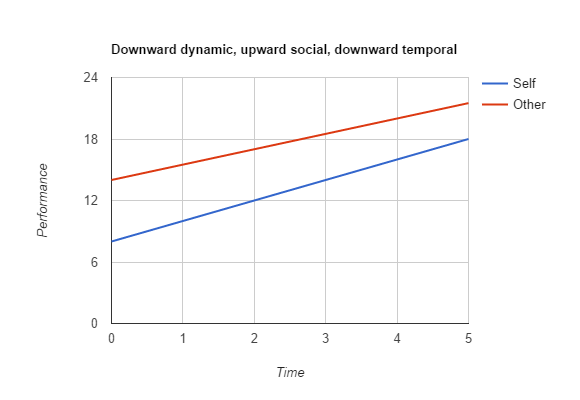 Downward dynamic, upward social, downward temporal
24
18
12
6
0
Performance
0 1 2 3 4 5
Time
Self
Other